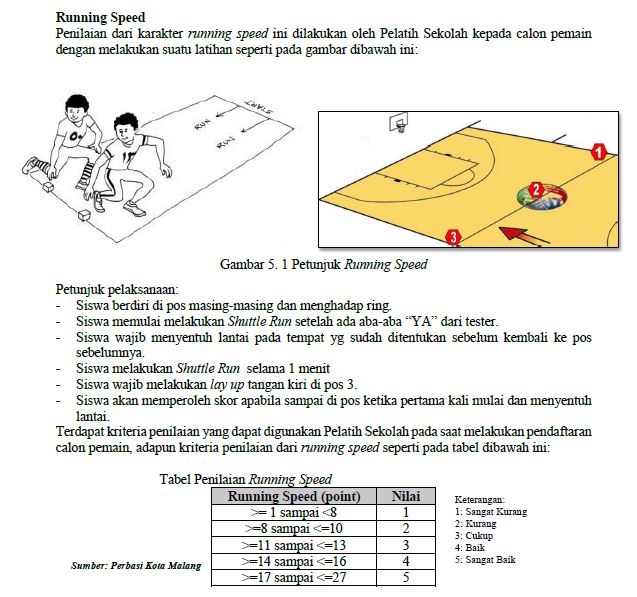 Running Speed
Penilaian dari karakter running speed ini dilakukan oleh Pelatih Sekolah kepada calon pemain
dengan melakukan suatu latihan seperti pada gambar dibawah ini:
START
RUN
RUN
1
2
3
Gambar 5. 1 Petunjuk Running Speed
Petunjuk pelaksanaan:
- Siswa berdiri di pos masing-masing dan menghadap ring.
- Siswa memulai melakukan Shuttle Run setelah ada aba-aba “YA” dari tester.
- Siswa wajib menyentuh lantai pada tempat yg sudah ditentukan sebelum kembali ke pos
sebelumnya.
- Siswa melakukan Shuttle Run selama 1 menit
- Siswa wajib melakukan lay up tangan kiri di pos 3.
- Siswa akan memperoleh skor apabila sampai di pos ketika pertama kali mulai dan menyentuh
lantai.
Terdapat kriteria penilaian yang dapat digunakan Pelatih Sekolah pada saat melakukan pendaftaran
calon pemain, adapun kriteria penilaian dari running speed seperti pada tabel dibawah ini:
Tabel Penilaian Running Speed
Running Speed (point) Nilai
>= 1 sampai <8 1
>=8 sampai <=10 2
>=11 sampai <=13 3
>=14 sampai <=16 4
>=17 sampai <=27 5
Sumber: Perbasi Kota Malang
Keterangan:
1: Sangat Kurang
2: Kurang
3: Cukup
4: Baik
5: Sangat Baik